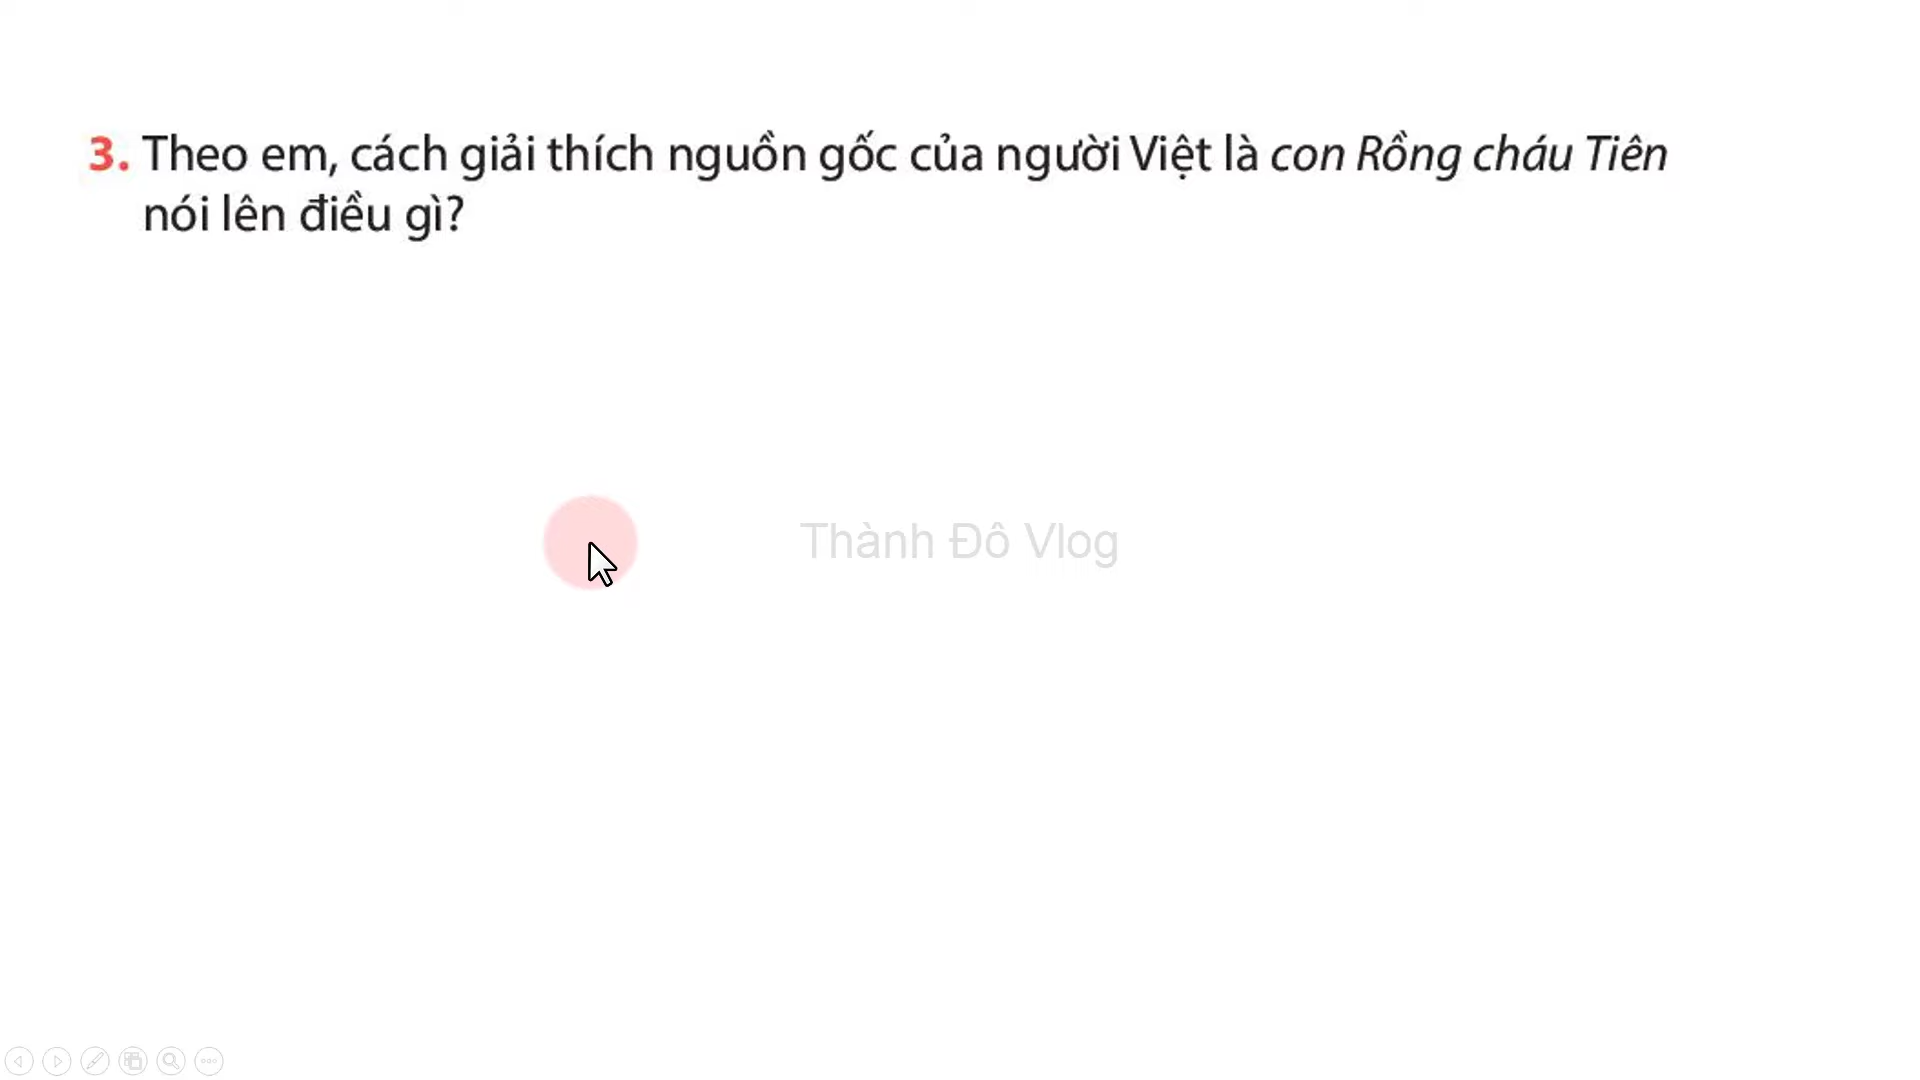 3. Theo em, cách giải thích nguồn gốc của người Việt là con Rồng cháu Tiên
nói lên điều gì?
Thành Đô Vlog